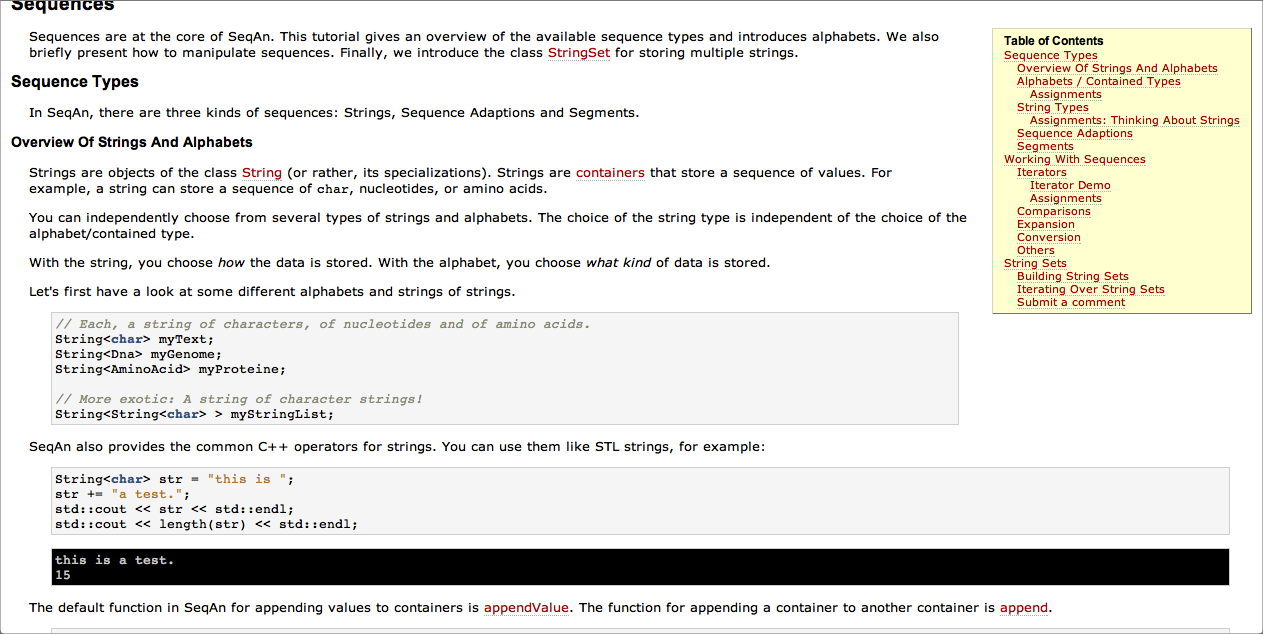 Sequences
Sequences are at the core of SeqAn. This tutorial gives an overview of the available sequence types and introduces alphabets. We also
briefly present how to manipulate sequences. Finally, we introduce the class StringSet for storing multiple strings.
Sequence Types
In SeqAn, there are three kinds of sequences: Strings, Sequence Adaptions and Segments.
Overview Of Strings And Alphabets
Strings are objects of the class String (or rather, its specializations). Strings are containers that store a sequence of values. For
example, a string can store a sequence of char, nucleotides, or amino acids.
You can independently choose from several types of strings and alphabets. The choice of the string type is independent of the choice of the
alphabet/contained type.
With the string, you choose how the data is stored. With the alphabet, you choose what kind of data is stored.
Let's first have a look at some different alphabets and strings of strings.
// Each, a string of characters, of nucleotides and of amino acids.
String<char> myText;
String<Dna> myGenome;
String<AminoAcid> myProteine;
// More exotic: A string of character strings!
String<String<char> > myStringList;
SeqAn also provides the common C++ operators for strings. You can use them like STL strings, for example:
String<char> str = "this is ";
str += "a test.";
std::cout << str << std::endl;
std::cout << length(str) << std::endl;
this is a test.
15
The default function in SeqAn for appending values to containers is appendValue. The function for appending a container to another container is append.
Table of Contents
Sequence Types
Overview Of Strings And Alphabets
Alphabets / Contained Types
Assignments
String Types
Assignments: Thinking About Strings
Sequence Adaptions
Segments
Working With Sequences
Iterators
Iterator Demo
Assignments
Comparisons
Expansion
Conversion
Others
String Sets
Building String Sets
Iterating Over String Sets
Submit a comment